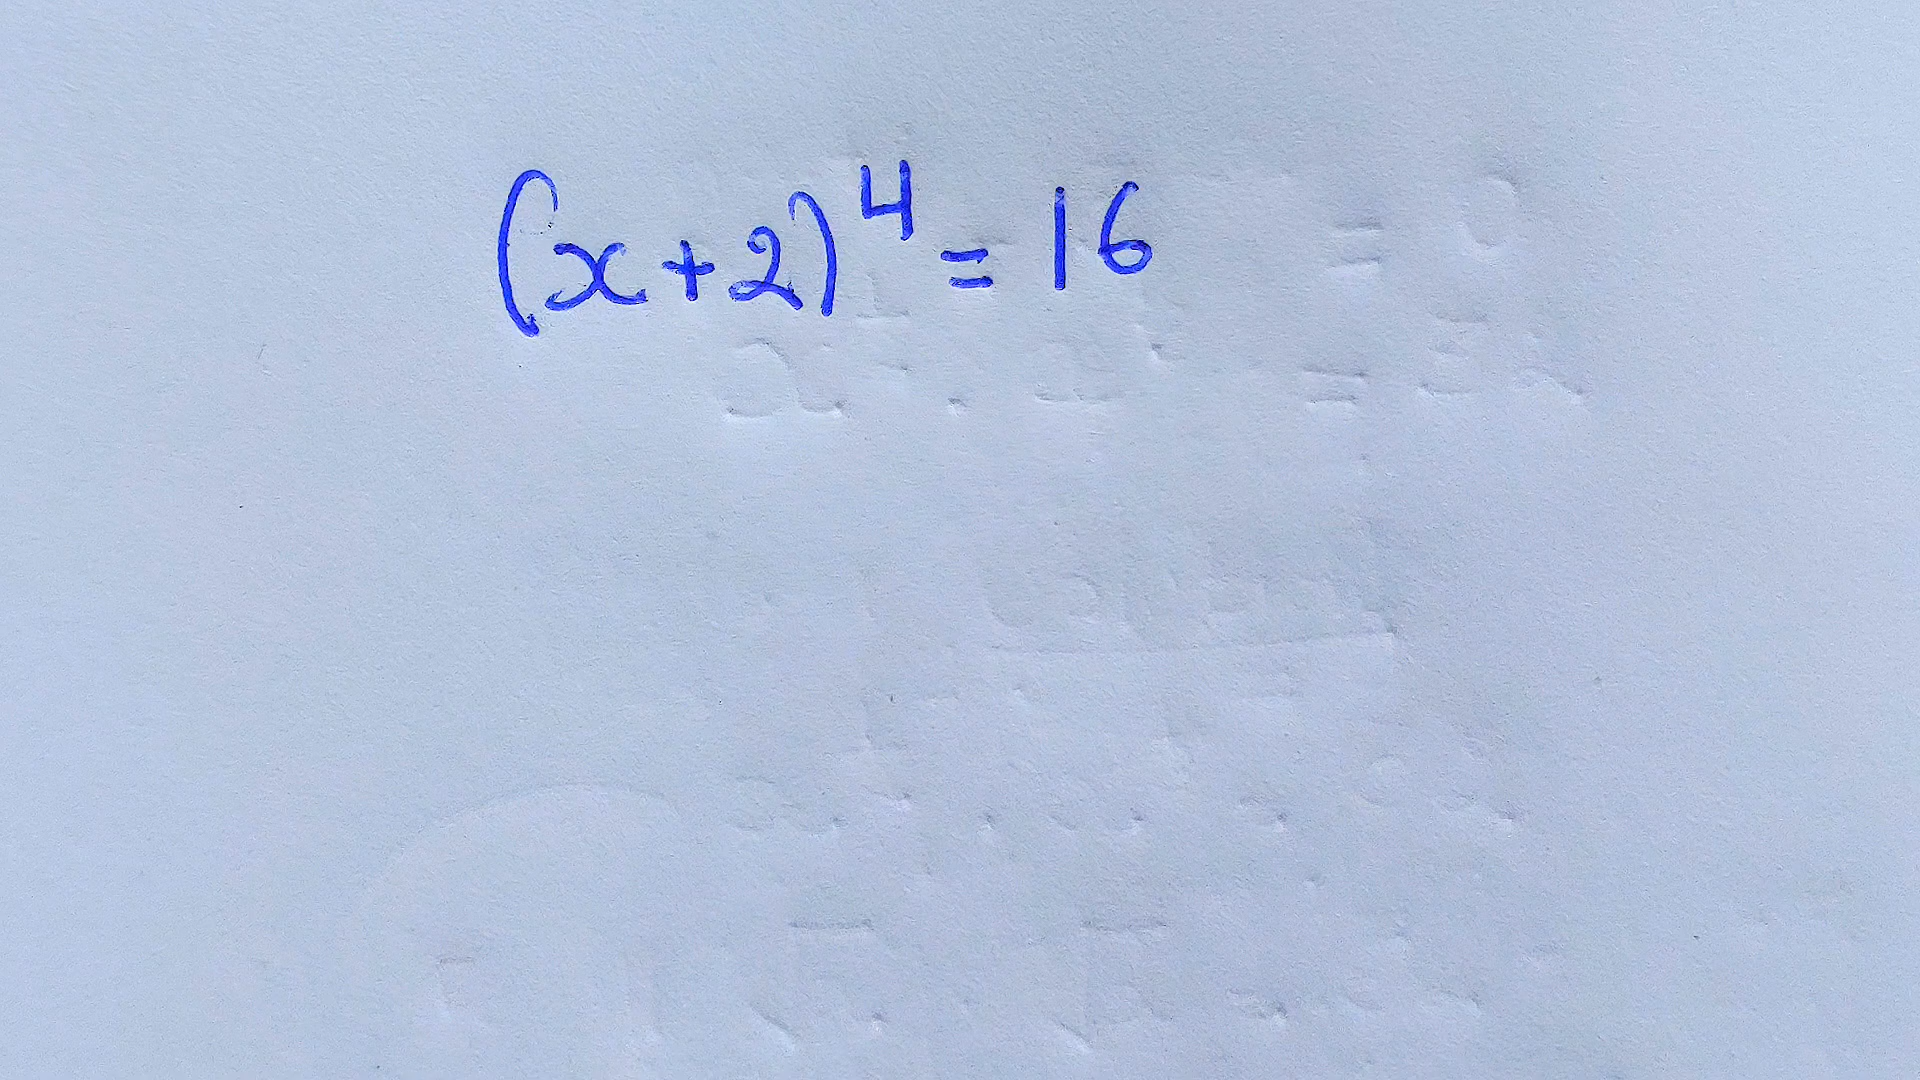 (x+2)⁴ = 16